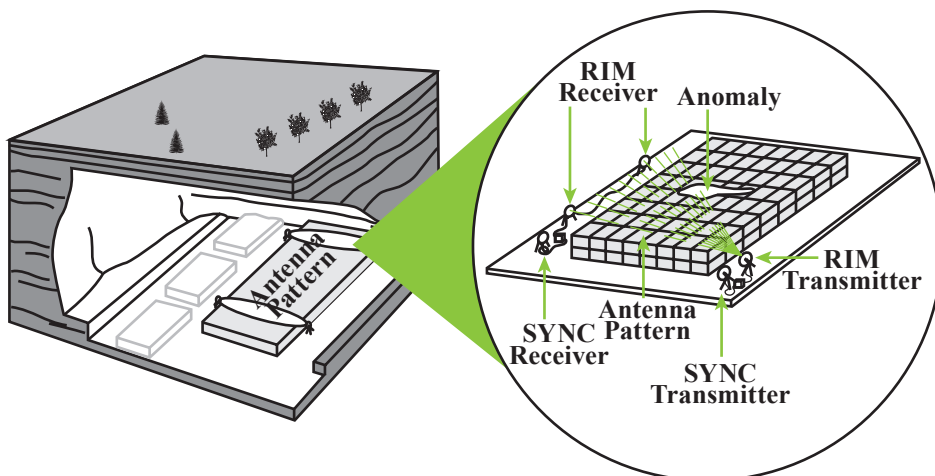 Antenna
Pattern
RIM
Receiver
Anomaly
RIM
Transmitter
Antenna
Pattern
SYNC
Receiver
SYNC
Transmitter